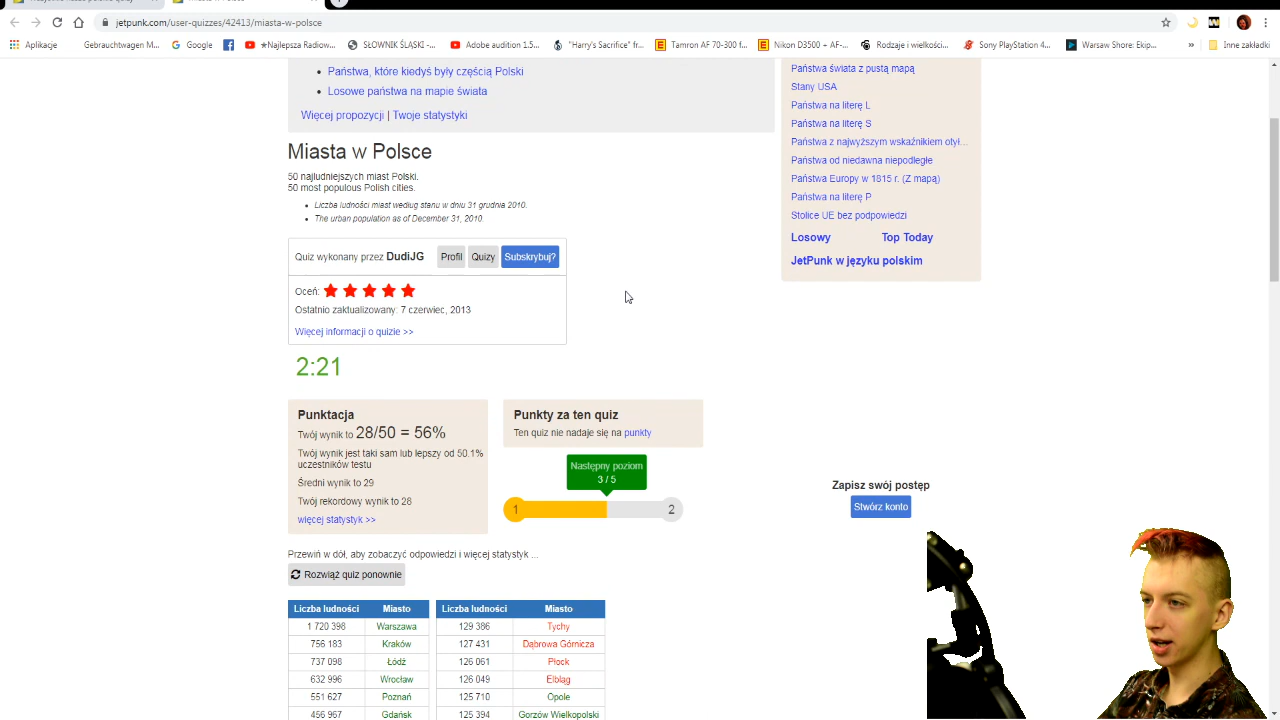 jetpunk.com/user-quizzes/42413/miasta-w-polsce
Aplikacje
Gebrauchtwagen M...
Google
★Najlepsza Radiow...
SŁOWNIK ŚLĄSKI -...
Adobe audition 1.5...
"Harry's Sacrifice" f...
Tamron AF 70-300 f...
Nikon D3500 + AF-...
Rodzaje i wielkości...
Sony PlayStation 4...
Warsaw Shore: Ekip...
»
Inne zakładki
Państwa, które kiedyś były częścią Polski
Losowe państwa na mapie świata
Więcej propozycji | Twoje statystyki
Państwa świata z pustą mapą
Stany USA
Państwa na literę L
Państwa na literę S
Państwa z najwyższym wskaźnikiem otył...
Państwa od niedawna niepodległe
Państwa Europy w 1815 r. (Z mapą)
Państwa na literę P
Stolice UE bez podpowiedzi
Losowy Top Today
JetPunk w języku polskim
Miasta w Polsce
50 najludniejszych miast Polski.
50 most populous Polish cities.
Liczba ludności miast według stanu w dniu 31 grudnia 2010.
The urban population as of December 31, 2010.
Quiz wykonany przez DudiJG Profil Quizy Subskrybuj?
Oceń:
Ostatnio zaktualizowany: 7 czerwiec, 2013
Więcej informacji o quizie >>
2:21
Punktacja
Twój wynik to 28/50 = 56%
Twój wynik jest taki sam lub lepszy od 50.1%
uczestników testu
Średni wynik to 29
Twój rekordowy wynik to 28
więcej statystyk >>
Punkty za ten quiz
Ten quiz nie nadaje się na punkty
Następny poziom
3 / 5
1 2
Zapisz swój postęp
Stwórz konto
Przewiń w dół, aby zobaczyć odpowiedzi i więcej statystyk ...
Rozwiąż quiz ponownie
Liczba ludności Miasto Liczba ludności Miasto
1 720 398 Warszawa 129 386 Tychy
756 183 Kraków 127 431 Dąbrowa Górnicza
737 098 Łódź 126 061 Płock
632 996 Wrocław 126 049 Elbląg
551 627 Poznań 125 710 Opole
456 967 Gdańsk 125 394 Gorzów Wielkopolski